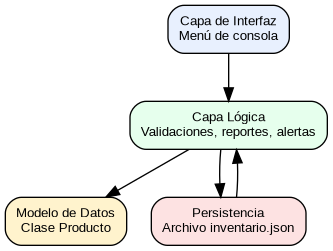 Capa de Interfaz
Menú de consola
Capa Lógica
Validaciones, reportes, alertas
Modelo de Datos
Clase Producto
Persistencia
Archivo inventario.json